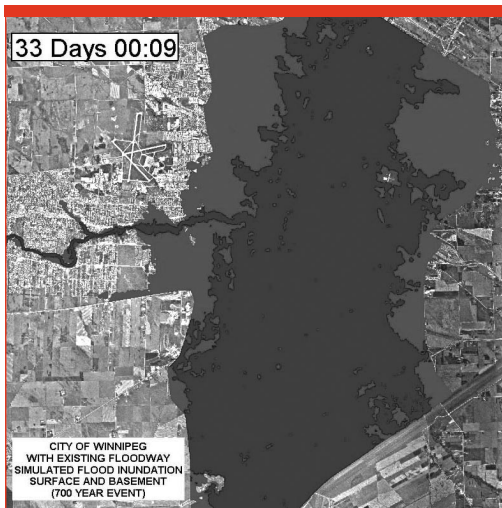 33 Days 00:09
CITY OF WINNIPEG
WITH EXISTING FLOODWAY
SIMULATED FLOOD INUNDATION
SURFACE AND BASEMENT
(700 YEAR EVENT)